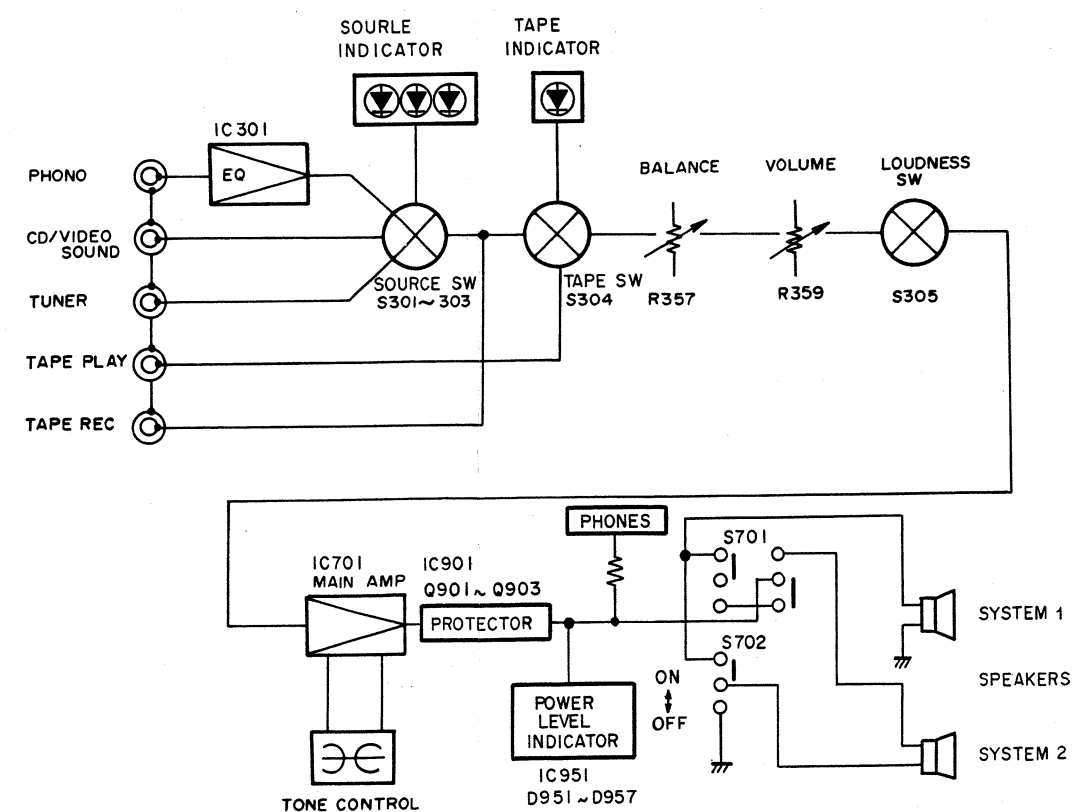 SOURLE
INDICATOR
TAPE
INDICATOR
IC301
EQ
PHONO
CD/VIDEO
SOUND
TUNER
TAPE PLAY
TAPE REC
SOURCE SW
S301~303
TAPE SW
S304
BALANCE
R357
VOLUME
R359
LOUDNESS
SW
S305
PHONES
IC701
MAIN AMP
IC901
Q901~Q903
PROTECTOR
S701
S702
ON
OFF
POWER
LEVEL
INDICATOR
IC951
D951~D957
TONE CONTROL
SYSTEM 1
SPEAKERS
SYSTEM 2